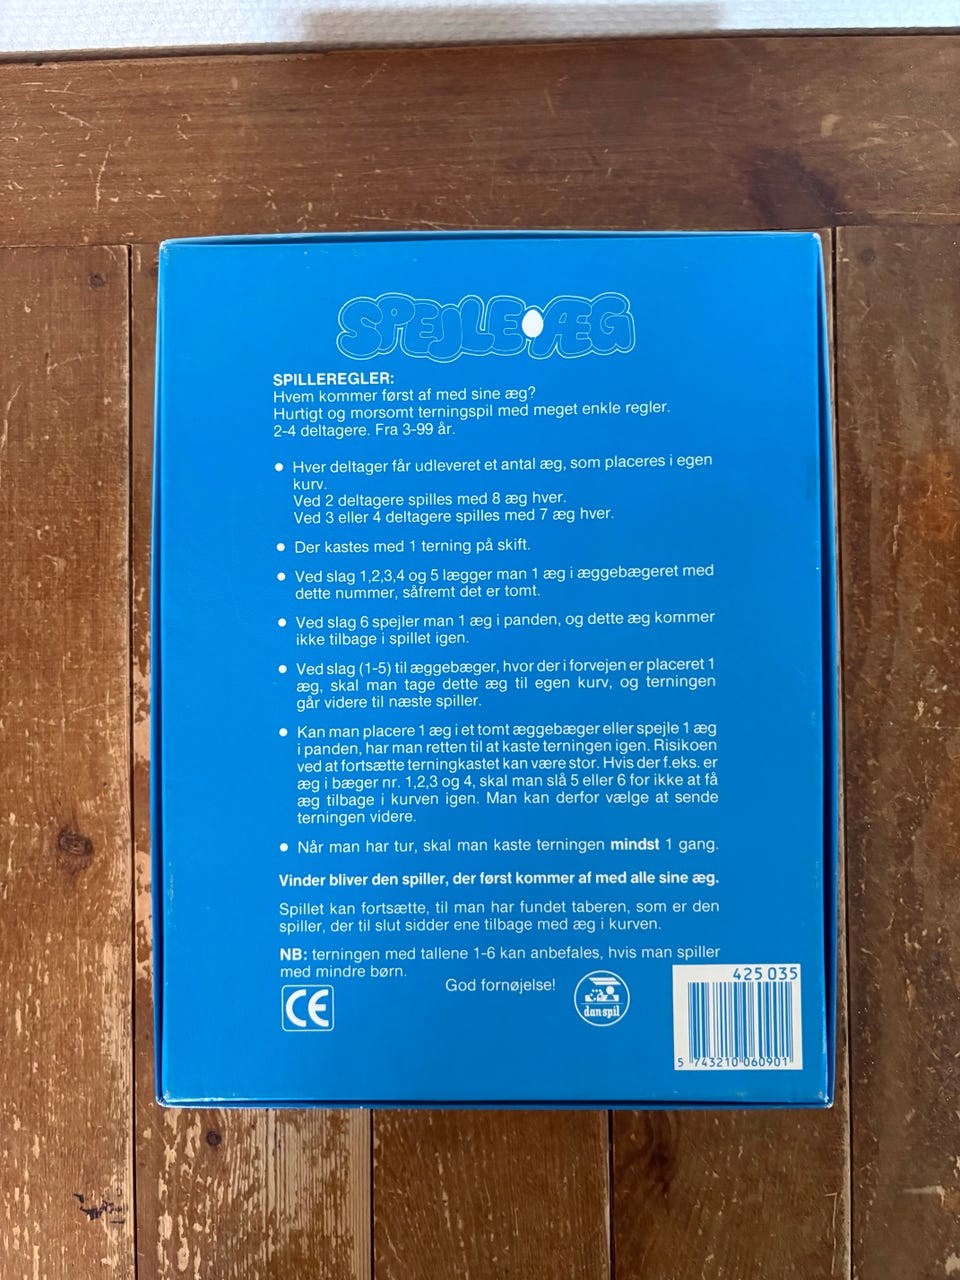 SPEJLE ÆG
SPILLEREGLER:
Hvem kommer først af med sine æg?
Hurtigt og morsomt terningspil med meget enkle regler.
2-4 deltagere. Fra 3-99 år.
● Hver deltager får udleveret et antal æg, som placeres i egen
kurv.
Ved 2 deltagere spilles med 8 æg hver.
Ved 3 eller 4 deltagere spilles med 7 æg hver.
● Der kastes med 1 terning på skift.
● Ved slag 1,2,3,4 og 5 lægger man 1 æg i æggebægeret med
dette nummer, såfremt det er tomt.
● Ved slag 6 spejler man 1 æg i panden, og dette æg kommer
ikke tilbage i spillet igen.
● Ved slag (1-5) til æggebæger, hvor der i forvejen er placeret 1
æg, skal man tage dette æg til egen kurv, og terningen
går videre til næste spiller.
● Kan man placere 1 æg i et tomt æggebæger eller spejle 1 æg
i panden, har man retten til at kaste terningen igen. Risikoen
ved at fortsætte terningkastet kan være stor. Hvis der f.eks. er
æg i bæger nr. 1,2,3 og 4, skal man slå 5 eller 6 for ikke at få
æg tilbage i kurven igen. Man kan derfor vælge at sende
terningen videre.
● Når man har tur, skal man kaste terningen mindst 1 gang.
Vinder bliver den spiller, der først kommer af med alle sine æg.
Spillet kan fortsætte, til man har fundet taberen, som er den
spiller, der til slut sidder ene tilbage med æg i kurven.
NB: terningen med tallene 1-6 kan anbefales, hvis man spiller
med mindre børn.
God fornøjelse!
CE
dan spil
425 035
5 743210 060901